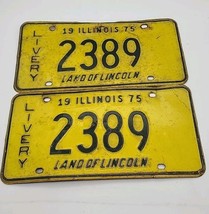 LIVERY
19 ILLINOIS 75
2389
LAND OF LINCOLN
LIVERY
19 ILLINOIS 75
2389
LAND OF LINCOLN